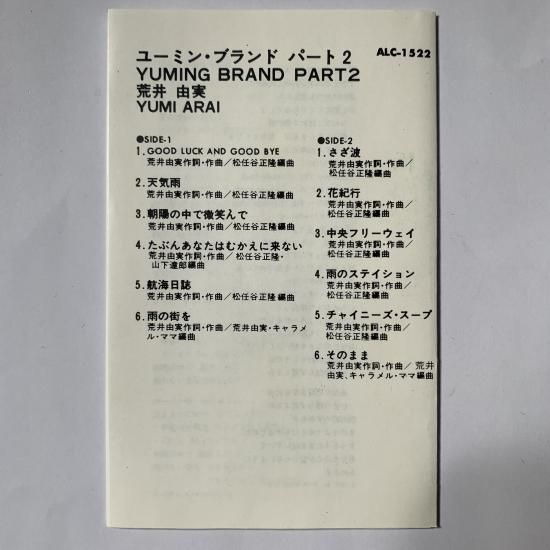 ユーミン・ブランド パート2
ALC-1522
YUMING BRAND PART2
荒井 由実
YUMI ARAI
●SIDE-1
1.GOOD LUCK AND GOOD BYE
荒井由実作詞・作曲/松任谷正隆編曲
2.天気雨
荒井由実作詞・作曲/松任谷正隆編曲
3.朝陽の中で微笑んで
荒井由実作詞・作曲/松任谷正隆編曲
4.たぶんあなたはむかえに来ない
荒井由実作詞・作曲/松任谷正隆・
山下達郎編曲
5.航海日誌
荒井由実作詞・作曲/松任谷正隆編曲
6.雨の街を
荒井由実作詞・作曲/荒井由実・キャラメ
ル・ママ編曲
●SIDE-2
1.さざ波
荒井由実作詞・作曲/
松任谷正隆編曲
2.花紀行
荒井由実作詞・作曲/
松任谷正隆編曲
3.中央フリーウェイ
荒井由実作詞・作曲/
松任谷正隆編曲
4.雨のステイション
荒井由実作詞・作曲/
松任谷正隆編曲
5.チャイニーズ・スープ
荒井由実作詞・作曲/
松任谷正隆編曲
6.そのまま
荒井由実作詞・作曲/荒井
由実、キャラメル・ママ編曲